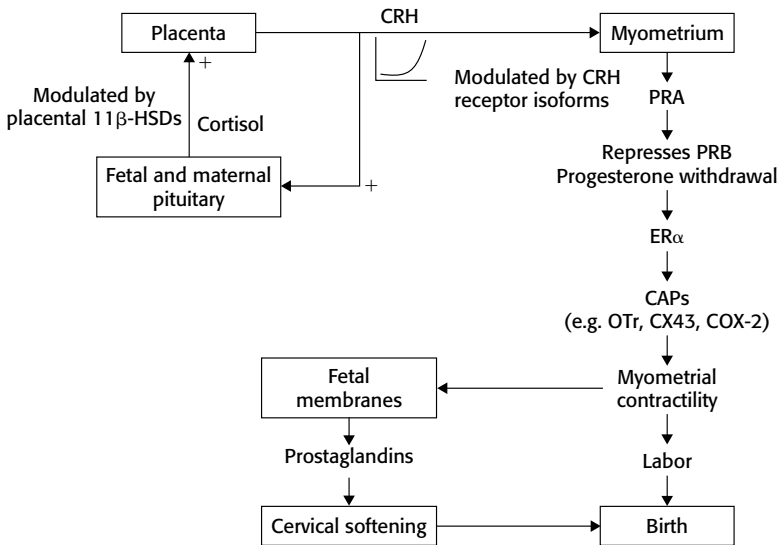 CRH
Placenta
Myometrium
+
Modulated by
placental 11β-HSDs
Cortisol
Modulated by CRH
receptor isoforms
PRA
Fetal and maternal
pituitary
+
Represses PRB
Progesterone withdrawal
ERα
CAPs
(e.g. OTr, CX43, COX-2)
Fetal
membranes
Myometrial
contractility
Prostaglandins
Labor
Cervical softening
Birth